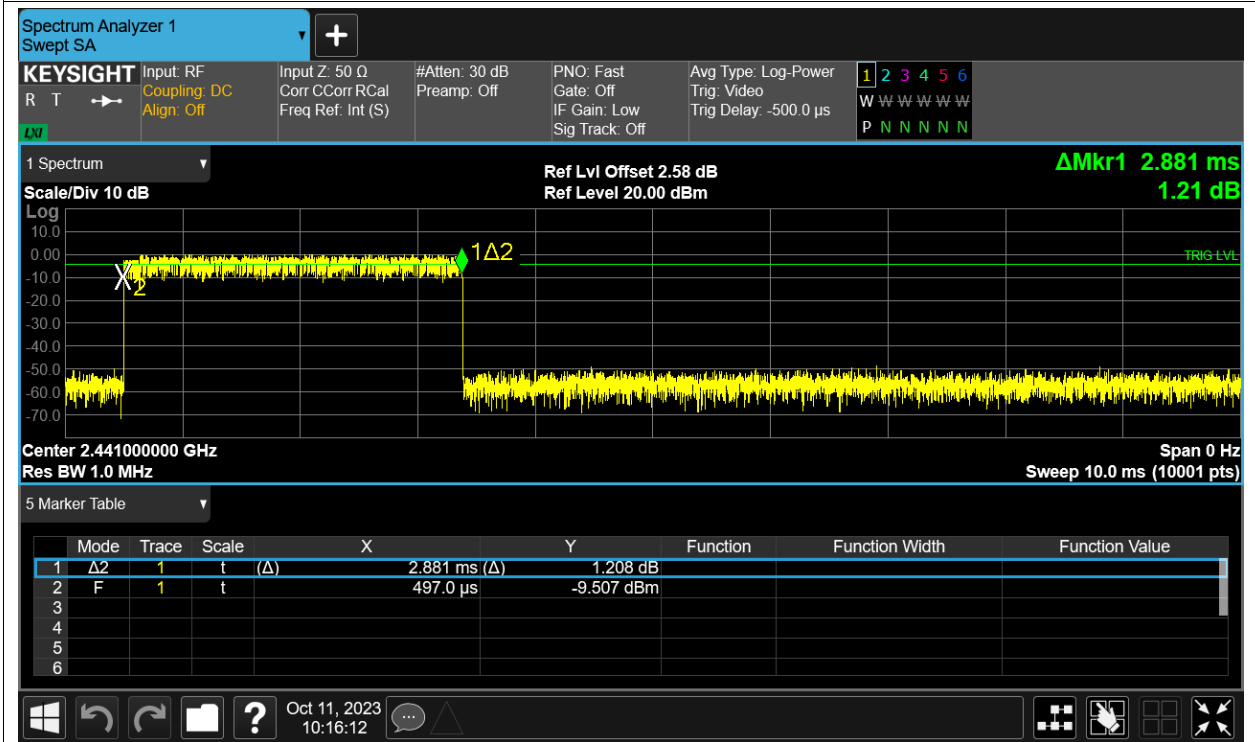 Spectrum Analyzer 1
Swept SA
▼
+
KEYSIGHT
R T
LXI
Input: RF
Coupling: DC
Align: Off
Input Z: 50 Ω
Corr CCorr RCal
Freq Ref: Int (S)
#Atten: 30 dB
Preamp: Off
PNO: Fast
Gate: Off
IF Gain: Low
Sig Track: Off
Avg Type: Log-Power
Trig: Video
Trig Delay: -500.0 µs
1 2 3 4 5 6
W W W W W W
P N N N N N
1 Spectrum ▼
Scale/Div 10 dB
Ref Lvl Offset 2.58 dB
Ref Level 20.00 dBm
ΔMkr1 2.881 ms
1.21 dB
Log
10.0
0.00
-10.0
-20.0
-30.0
-40.0
-50.0
-60.0
-70.0
X
2
1Δ2
TRIG LVL
Center 2.441000000 GHz
Res BW 1.0 MHz
Span 0 Hz
Sweep 10.0 ms (10001 pts)
5 Marker Table ▼
Mode Trace Scale X Y Function Function Width Function Value
1 Δ2 1 t (Δ) 2.881 ms (Δ) 1.208 dB
2 F 1 t 497.0 µs -9.507 dBm
3
4
5
6
?
Oct 11, 2023
10:16:12